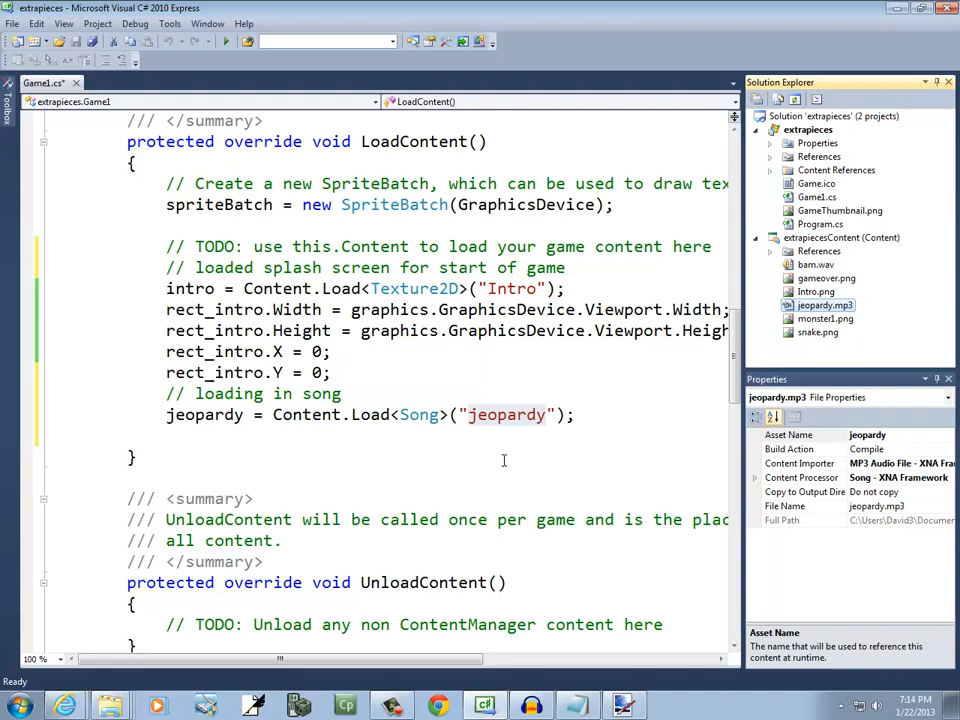 extrapieces - Microsoft Visual C# 2010 Express
File Edit View Project Debug Data Tools Window Help
Game1.cs* Solution Explorer
Toolbox
extrapieces.Game1 LoadContent()
/// </summary>
protected override void LoadContent()
{
// Create a new SpriteBatch, which can be used to draw tex
spriteBatch = new SpriteBatch(GraphicsDevice);
// TODO: use this.Content to load your game content here
// loaded splash screen for start of game
intro = Content.Load<Texture2D>("Intro");
rect_intro.Width = graphics.GraphicsDevice.Viewport.Width;
rect_intro.Height = graphics.GraphicsDevice.Viewport.Heigh
rect_intro.X = 0;
rect_intro.Y = 0;
// loading in song
jeopardy = Content.Load<Song>("jeopardy");
}
/// <summary>
/// UnloadContent will be called once per game and is the plac
/// all content.
/// </summary>
protected override void UnloadContent()
{
// TODO: Unload any non ContentManager content here
}
100 %
Solution 'extrapieces' (2 projects)
extrapieces
Properties
References
Content References
Game.ico
Game1.cs
GameThumbnail.png
Program.cs
extrapiecesContent (Content)
References
bam.wav
gameover.png
Intro.png
jeopardy.mp3
monster1.png
snake.png
Properties
jeopardy.mp3 File Properties
Asset Name jeopardy
Build Action Compile
Content Importer MP3 Audio File - XNA Fran
Content Processor Song - XNA Framework
Copy to Output Dire Do not copy
File Name jeopardy.mp3
Full Path C:\Users\David3\Documen
Asset Name
The name that will be used to reference this
content at runtime.
Ready
Cp
C#
7:14 PM
1/22/2013